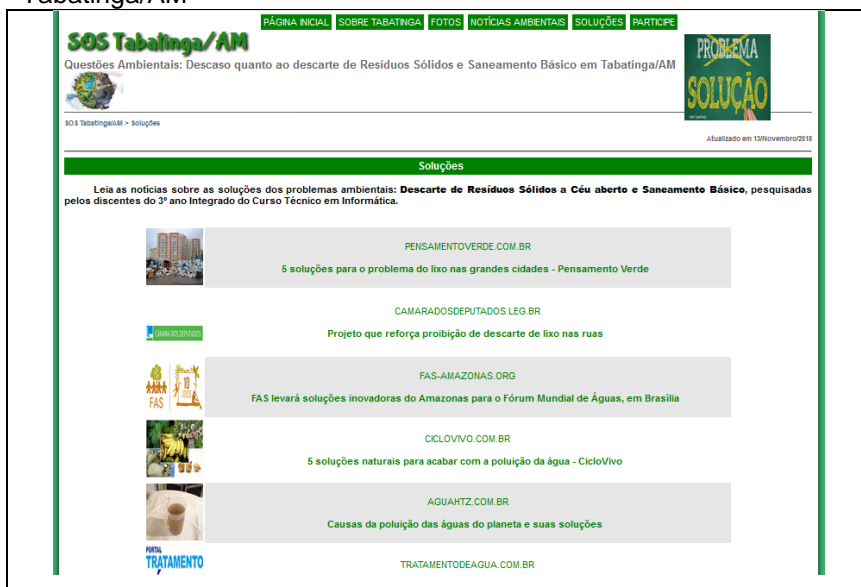 Tabatinga/AM
PÁGINA INICIAL SOBRE TABATINGA FOTOS NOTÍCIAS AMBIENTAIS SOLUÇÕES PARTICIPE
SOS Tabatinga/AM
Questões Ambientais: Descaso quanto ao descarte de Resíduos Sólidos e Saneamento Básico em Tabatinga/AM
PROBLEMA
SOLUÇÃO
SOS Tabatinga/AM > Soluções
Atualizado em 13/Novembro/2018
Soluções
Leia as notícias sobre as soluções dos problemas ambientais: Descarte de Resíduos Sólidos a Céu aberto e Saneamento Básico, pesquisadas
pelos discentes do 3º ano Integrado do Curso Técnico em Informática.
PENSAMENTOVERDE.COM.BR
5 soluções para o problema do lixo nas grandes cidades - Pensamento Verde
CAMARADOSDEPUTADOS.LEG.BR
CÂMARA DOS DEPUTADOS
Projeto que reforça proibição de descarte de lixo nas ruas
FAS-AMAZONAS.ORG
FAS
10
FAS levará soluções inovadoras do Amazonas para o Fórum Mundial de Águas, em Brasília
CICLOVIVO.COM.BR
5 soluções naturais para acabar com a poluição da água - CicloVivo
AGUAHTZ.COM.BR
Causas da poluição das águas do planeta e suas soluções
PORTAL
TRATAMENTO
TRATAMENTODEAGUA.COM.BR